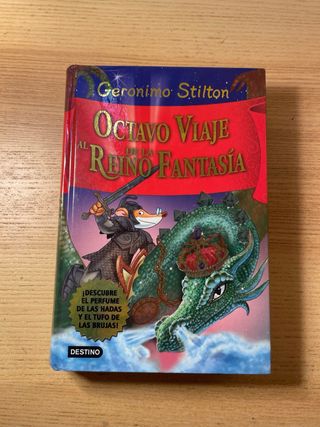 Geronimo Stilton
OCTAVO VIAJE
AL REINO DE LA FANTASÍA
¡DESCUBRE
EL PERFUME
DE LAS HADAS
Y EL TUFO DE
LAS BRUJAS!
DESTINO